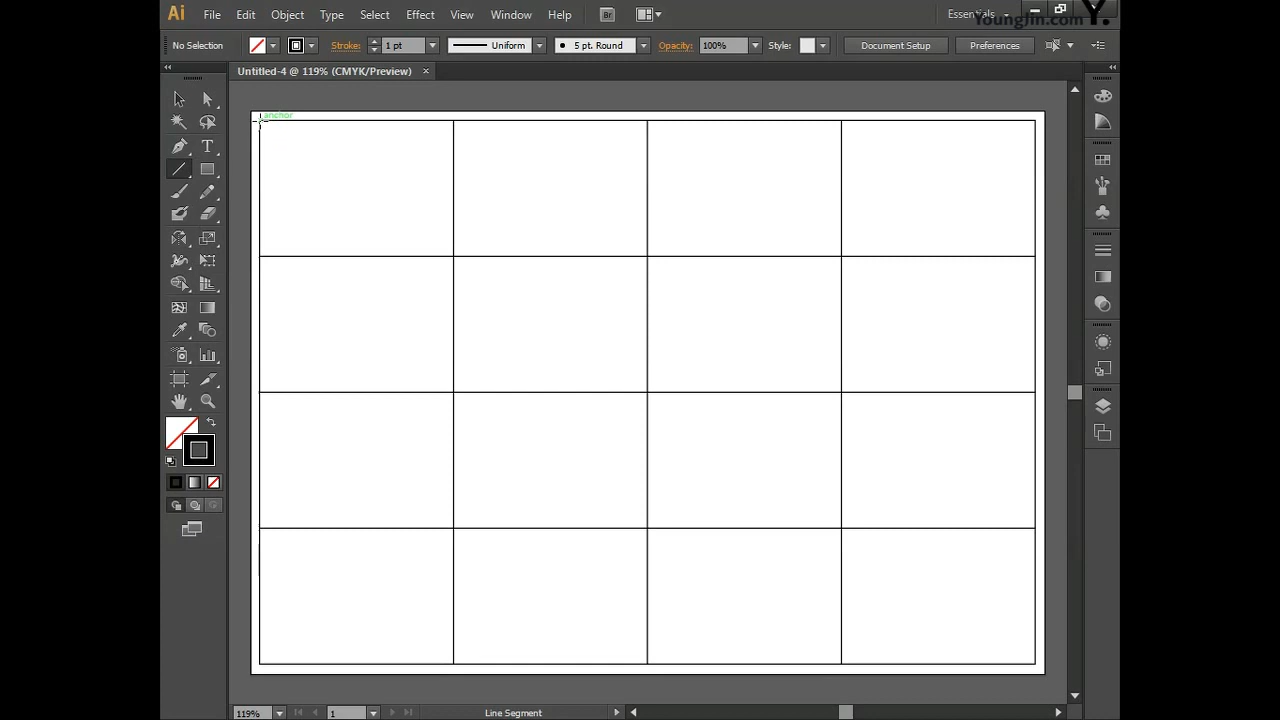 Ai File Edit Object Type Select Effect View Window Help Br Essentials
YoungJin.com Y.
No Selection Stroke: 1 pt Uniform 5 pt. Round Opacity: 100% Style: Document Setup Preferences
Untitled-4 @ 119% (CMYK/Preview) ×
anchor
T
119% 1 Line Segment